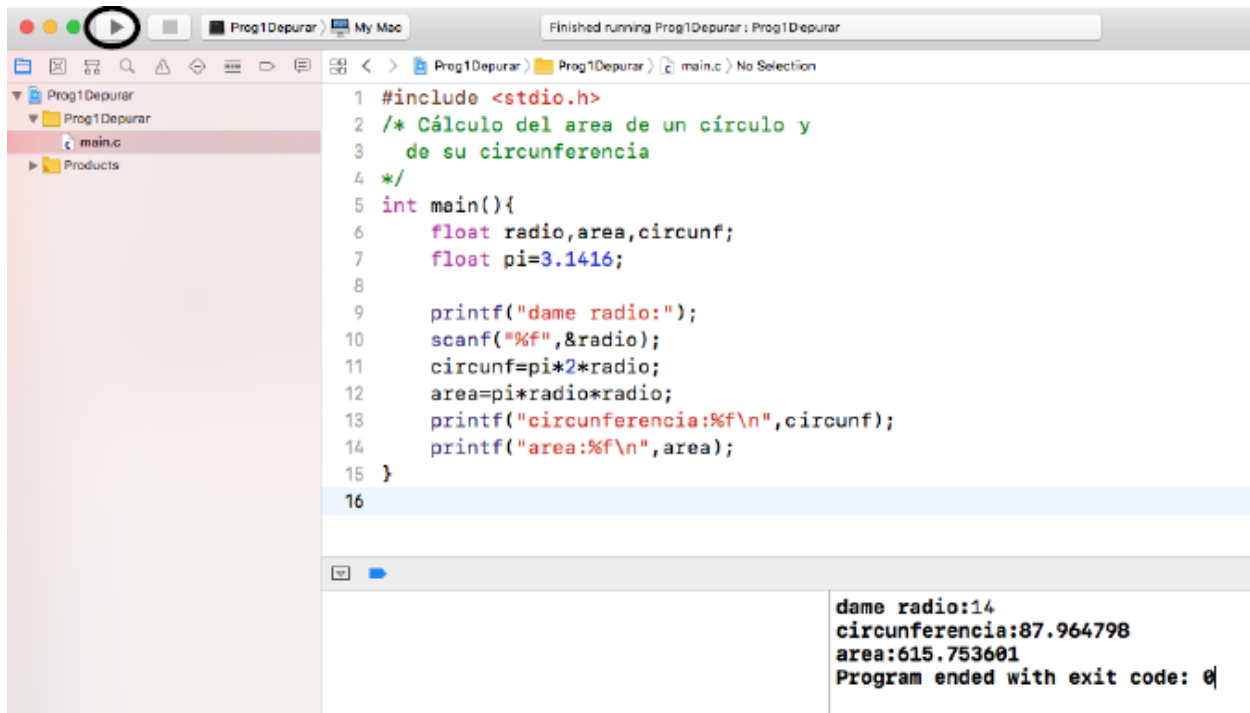 Prog1Depurar 〉 My Mac
Finished running Prog1Depurar : Prog1Depurar
Prog1Depurar 〉 Prog1Depurar 〉 main.c 〉 No Selection
Prog1Depurar
Prog1Depurar
main.c
Products
1 #include <stdio.h>
2 /* Cálculo del area de un círculo y
3 de su circunferencia
4 */
5 int main(){
6 float radio,area,circunf;
7 float pi=3.1416;
8
9 printf("dame radio:");
10 scanf("%f",&radio);
11 circunf=pi*2*radio;
12 area=pi*radio*radio;
13 printf("circunferencia:%f\n",circunf);
14 printf("area:%f\n",area);
15 }
16
dame radio:14
circunferencia:87.964798
area:615.753601
Program ended with exit code: 0